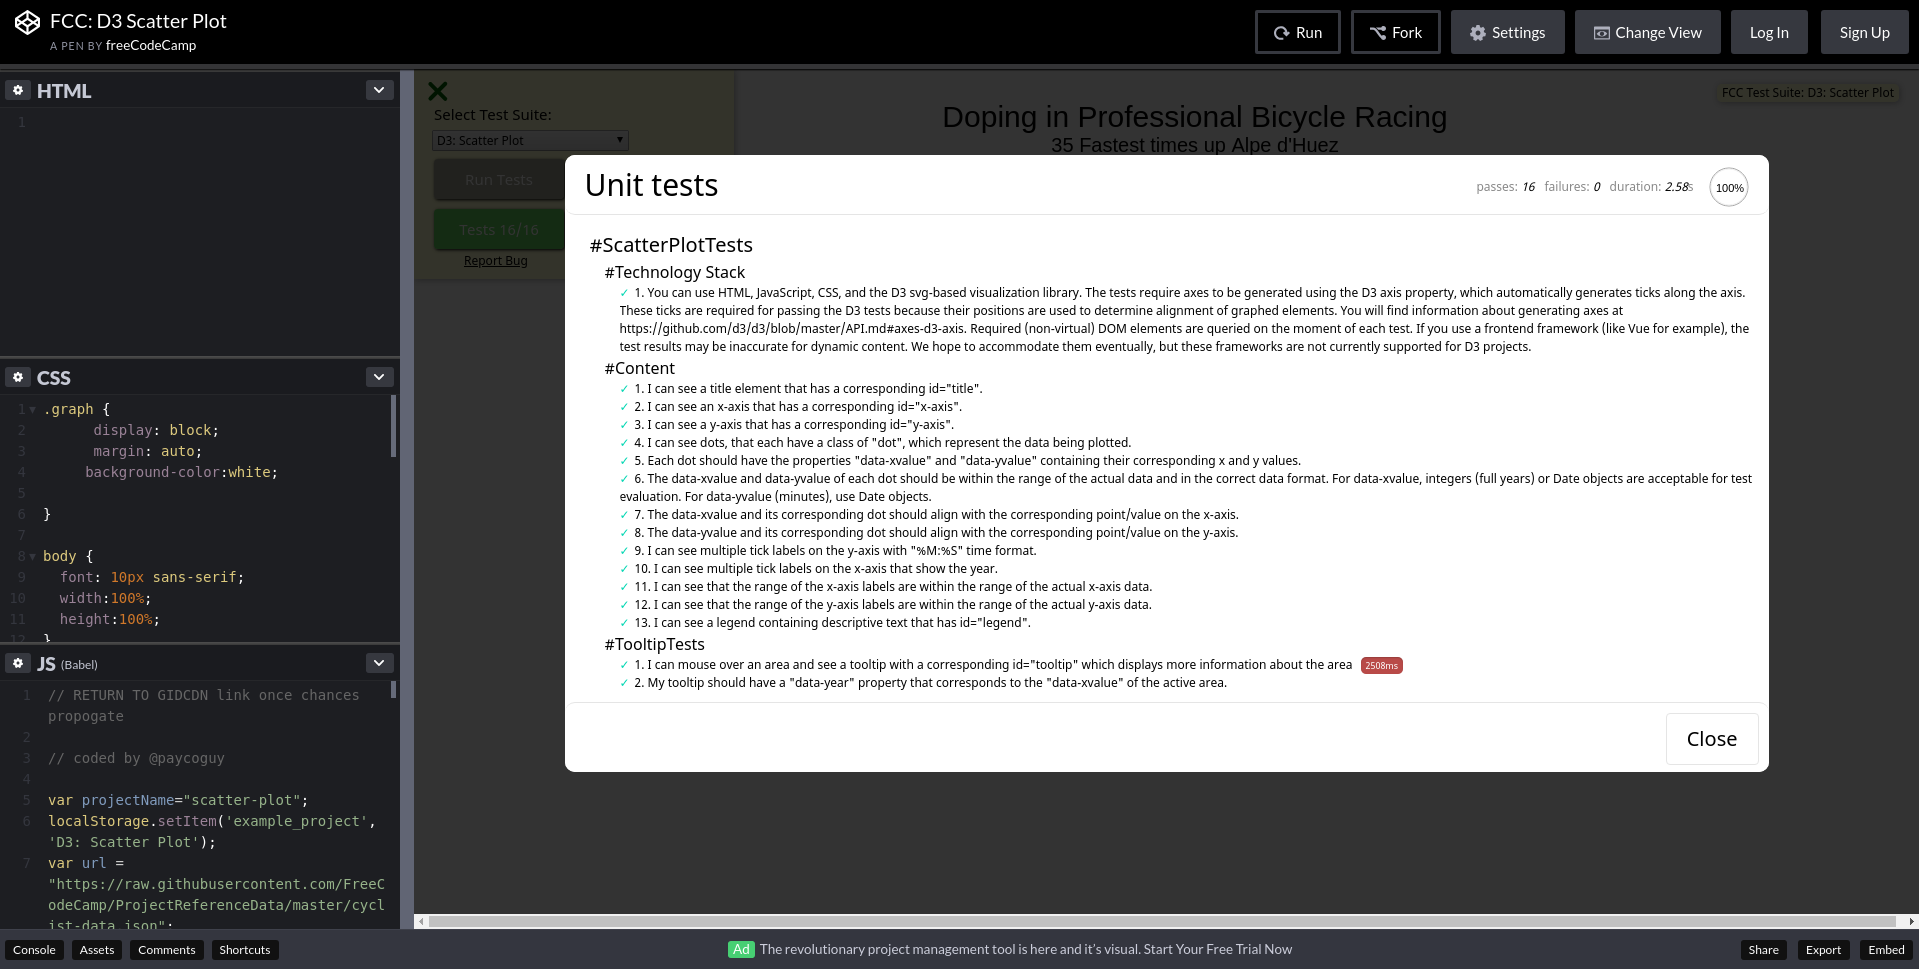 FCC: D3 Scatter Plot
A PEN BY freeCodeCamp
Run
Fork
Settings
Change View
Log In
Sign Up
HTML
1
CSS
1 .graph {
2 display: block;
3 margin: auto;
4 background-color:white;
5
6 }
7
8 body {
9 font: 10px sans-serif;
10 width:100%;
11 height:100%;
12 }
JS (Babel)
1 // RETURN TO GIDCDN link once chances
propogate
2
3 // coded by @paycoguy
4
5 var projectName="scatter-plot";
6 localStorage.setItem('example_project',
'D3: Scatter Plot');
7 var url =
"https://raw.githubusercontent.com/FreeC
odeCamp/ProjectReferenceData/master/cycl
ist-data.json";
Select Test Suite:
D3: Scatter Plot
Run Tests
Tests 16/16
Report Bug
Doping in Professional Bicycle Racing
35 Fastest times up Alpe d'Huez
FCC Test Suite: D3: Scatter Plot
Unit tests
passes: 16 failures: 0 duration: 2.58s 100%
#ScatterPlotTests
#Technology Stack
✓ 1. You can use HTML, JavaScript, CSS, and the D3 svg-based visualization library. The tests require axes to be generated using the D3 axis property, which automatically generates ticks along the axis.
These ticks are required for passing the D3 tests because their positions are used to determine alignment of graphed elements. You will find information about generating axes at
https://github.com/d3/d3/blob/master/API.md#axes-d3-axis. Required (non-virtual) DOM elements are queried on the moment of each test. If you use a frontend framework (like Vue for example), the
test results may be inaccurate for dynamic content. We hope to accommodate them eventually, but these frameworks are not currently supported for D3 projects.
#Content
✓ 1. I can see a title element that has a corresponding id="title".
✓ 2. I can see an x-axis that has a corresponding id="x-axis".
✓ 3. I can see a y-axis that has a corresponding id="y-axis".
✓ 4. I can see dots, that each have a class of "dot", which represent the data being plotted.
✓ 5. Each dot should have the properties "data-xvalue" and "data-yvalue" containing their corresponding x and y values.
✓ 6. The data-xvalue and data-yvalue of each dot should be within the range of the actual data and in the correct data format. For data-xvalue, integers (full years) or Date objects are acceptable for test
evaluation. For data-yvalue (minutes), use Date objects.
✓ 7. The data-xvalue and its corresponding dot should align with the corresponding point/value on the x-axis.
✓ 8. The data-yvalue and its corresponding dot should align with the corresponding point/value on the y-axis.
✓ 9. I can see multiple tick labels on the y-axis with "%M:%S" time format.
✓ 10. I can see multiple tick labels on the x-axis that show the year.
✓ 11. I can see that the range of the x-axis labels are within the range of the actual x-axis data.
✓ 12. I can see that the range of the y-axis labels are within the range of the actual y-axis data.
✓ 13. I can see a legend containing descriptive text that has id="legend".
#TooltipTests
✓ 1. I can mouse over an area and see a tooltip with a corresponding id="tooltip" which displays more information about the area 2508ms
✓ 2. My tooltip should have a "data-year" property that corresponds to the "data-xvalue" of the active area.
Close
Console
Assets
Comments
Shortcuts
Ad The revolutionary project management tool is here and it's visual. Start Your Free Trial Now
Share
Export
Embed